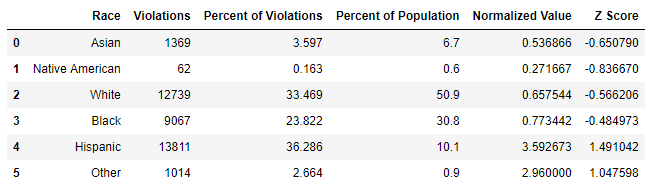 Race Violations Percent of Violations Percent of Population Normalized Value Z Score
0 Asian 1369 3.597 6.7 0.536866 -0.650790
1 Native American 62 0.163 0.6 0.271667 -0.836670
2 White 12739 33.469 50.9 0.657544 -0.566206
3 Black 9067 23.822 30.8 0.773442 -0.484973
4 Hispanic 13811 36.286 10.1 3.592673 1.491042
5 Other 1014 2.664 0.9 2.960000 1.047598